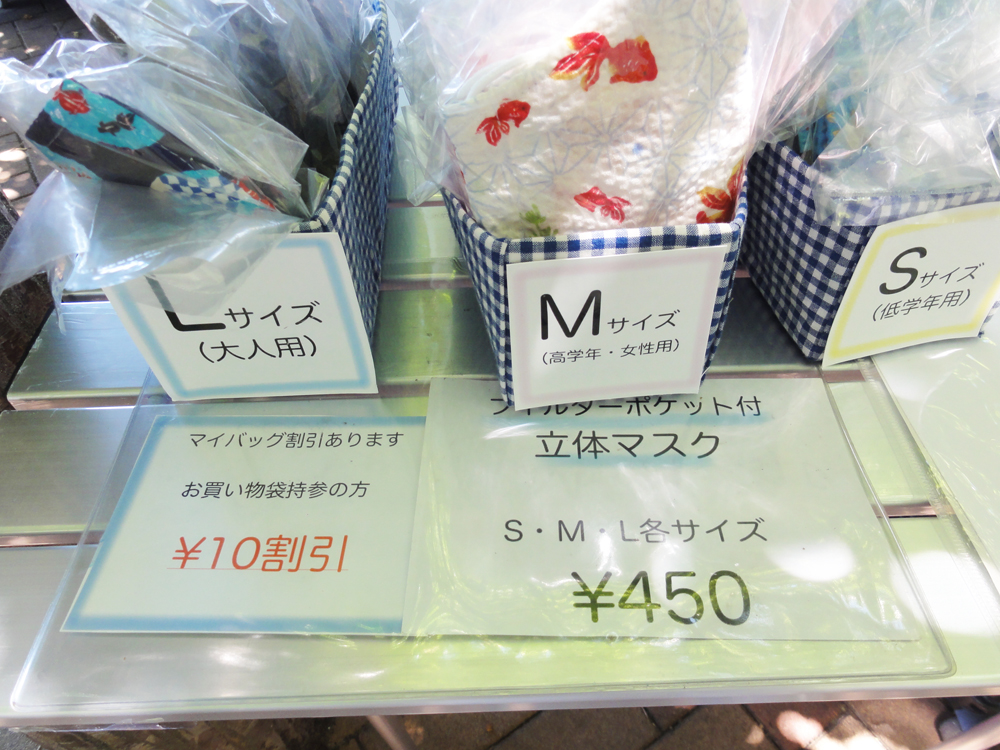 Lサイズ
(大人用)
Mサイズ
(高学年・女性用)
Sサイズ
(低学年用)
マイバッグ割引あります
お買い物袋持参の方
¥10割引
フィルターポケット付
立体マスク
S・M・L各サイズ
¥450